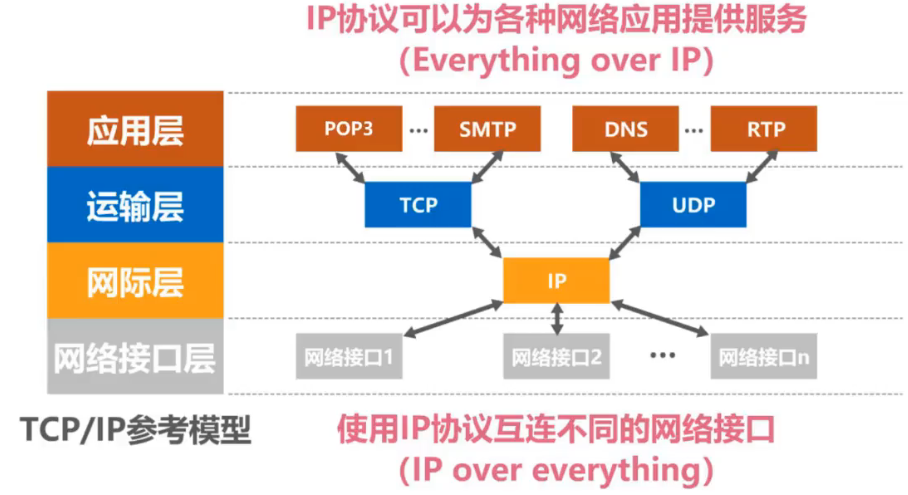 IP协议可以为各种网络应用提供服务
（Everything over IP）
应用层 POP3 ··· SMTP DNS ··· RTP
运输层 TCP UDP
网际层 IP
网络接口层 网络接口1 网络接口2 ··· 网络接口n
TCP/IP参考模型 使用IP协议互连不同的网络接口
（IP over everything）